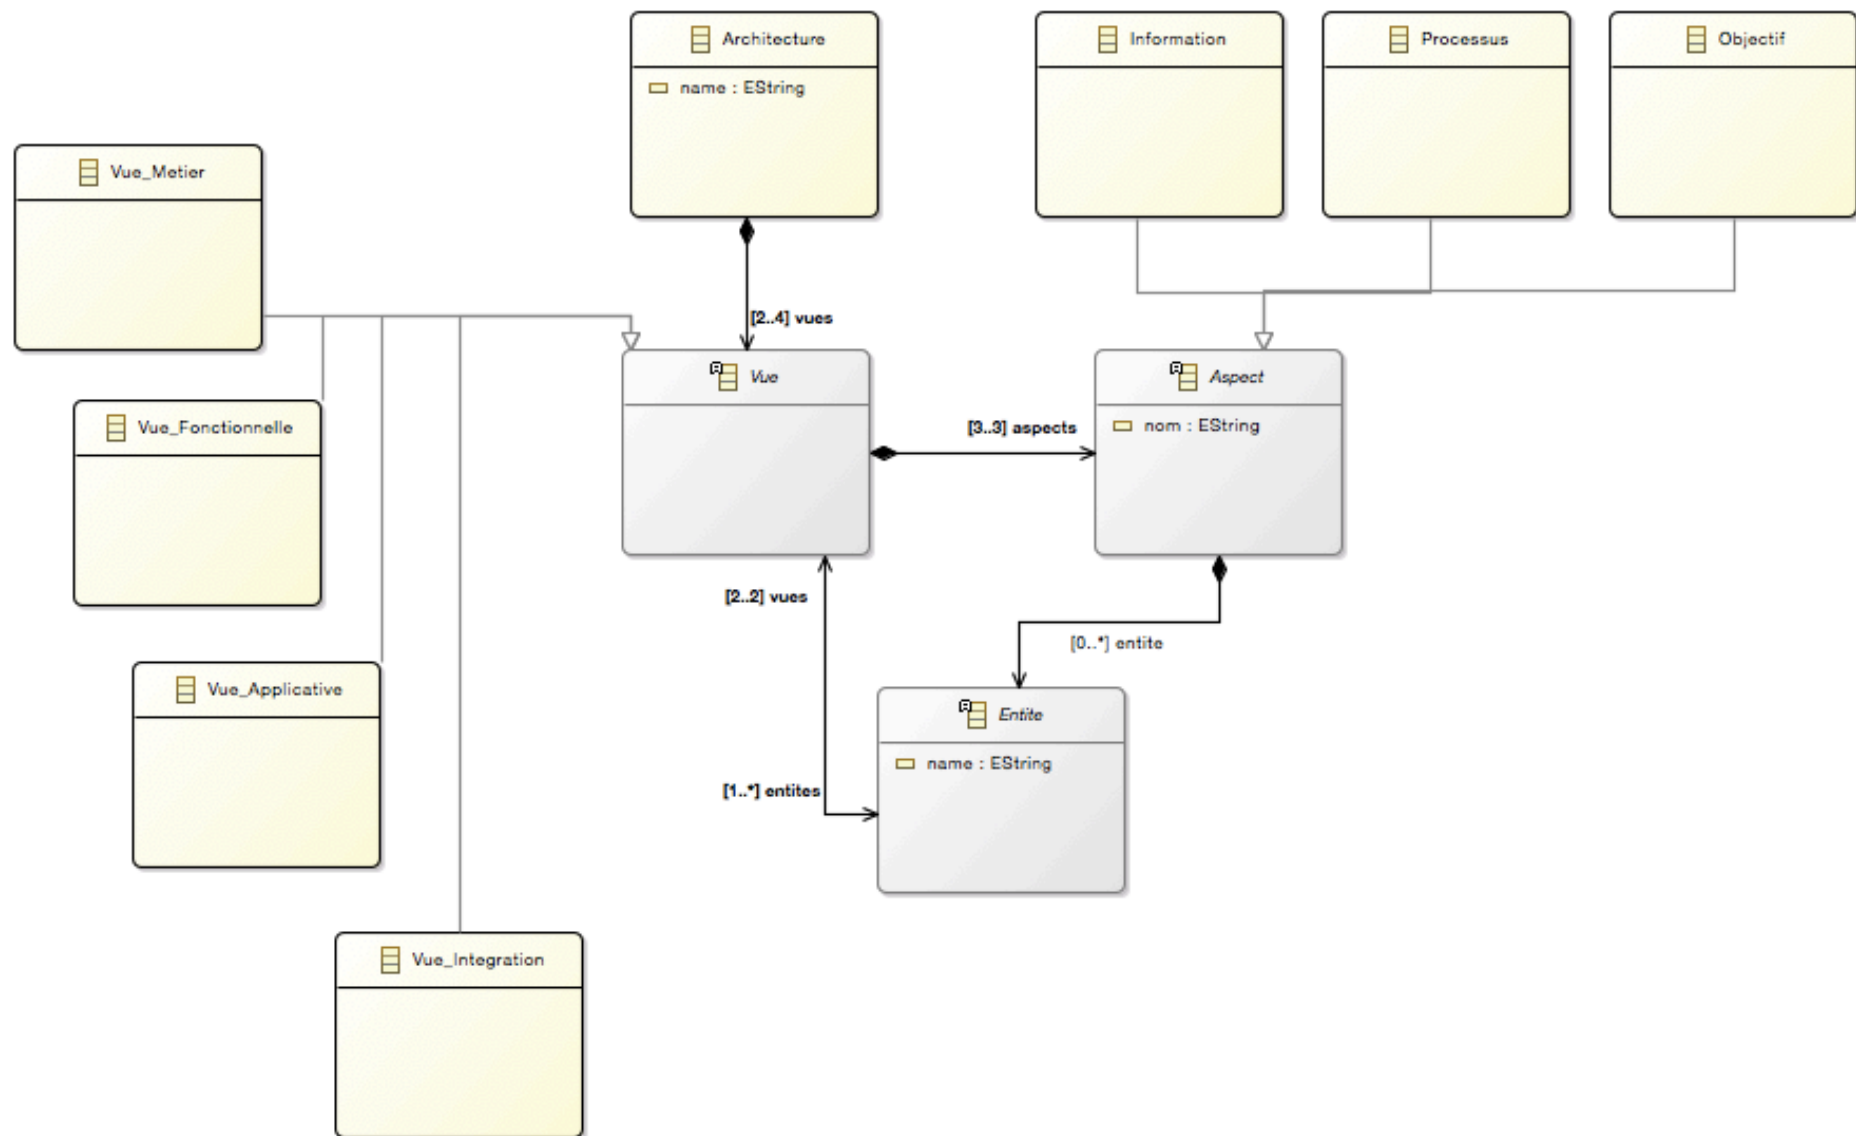 Architecture
name : EString
Information
Processus
Objectif
Vue_Metier
[2..4] vues
Vue
Aspect
nom : EString
[3..3] aspects
Vue_Fonctionnelle
[2..2] vues
[0..*] entite
Vue_Applicative
Entite
name : EString
[1..*] entites
Vue_Integration